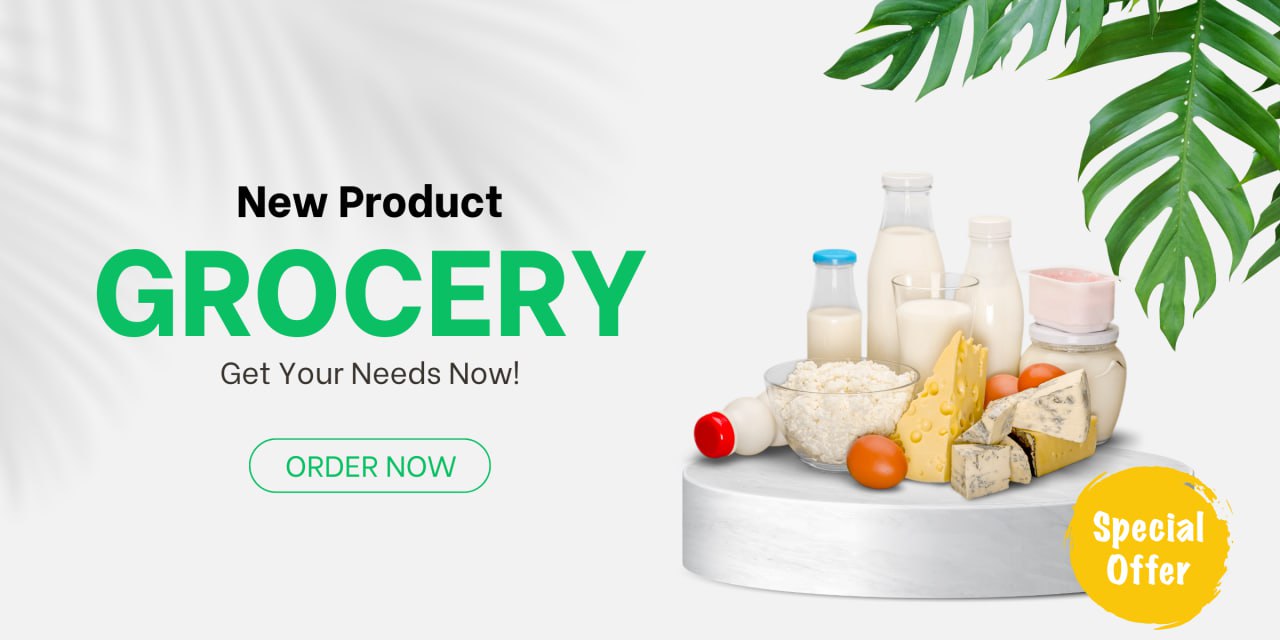 New Product
GROCERY
Get Your Needs Now!
ORDER NOW
Special
Offer